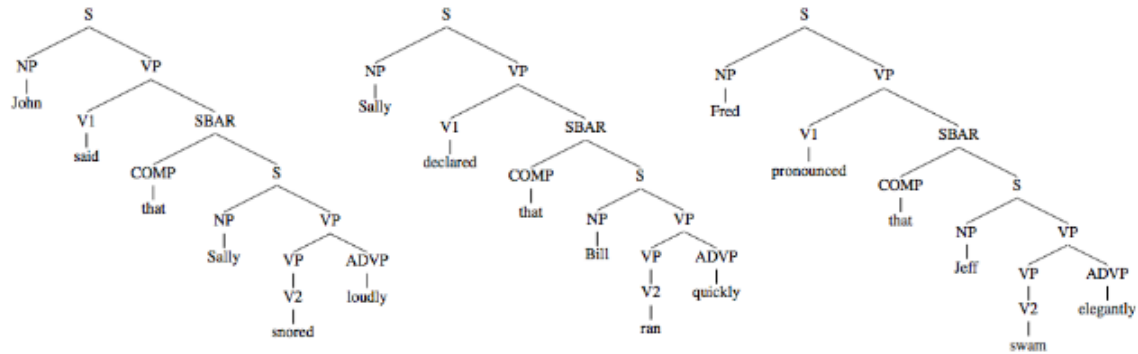 S
NP VP
John
V1 SBAR
said
COMP S
that
NP VP
Sally
VP ADVP
loudly
V2
snored
S
NP VP
Sally
V1 SBAR
declared
COMP S
that
NP VP
Bill
VP ADVP
quickly
V2
ran
S
NP VP
Fred
V1 SBAR
pronounced
COMP S
that
NP VP
Jeff
VP ADVP
elegantly
V2
swam